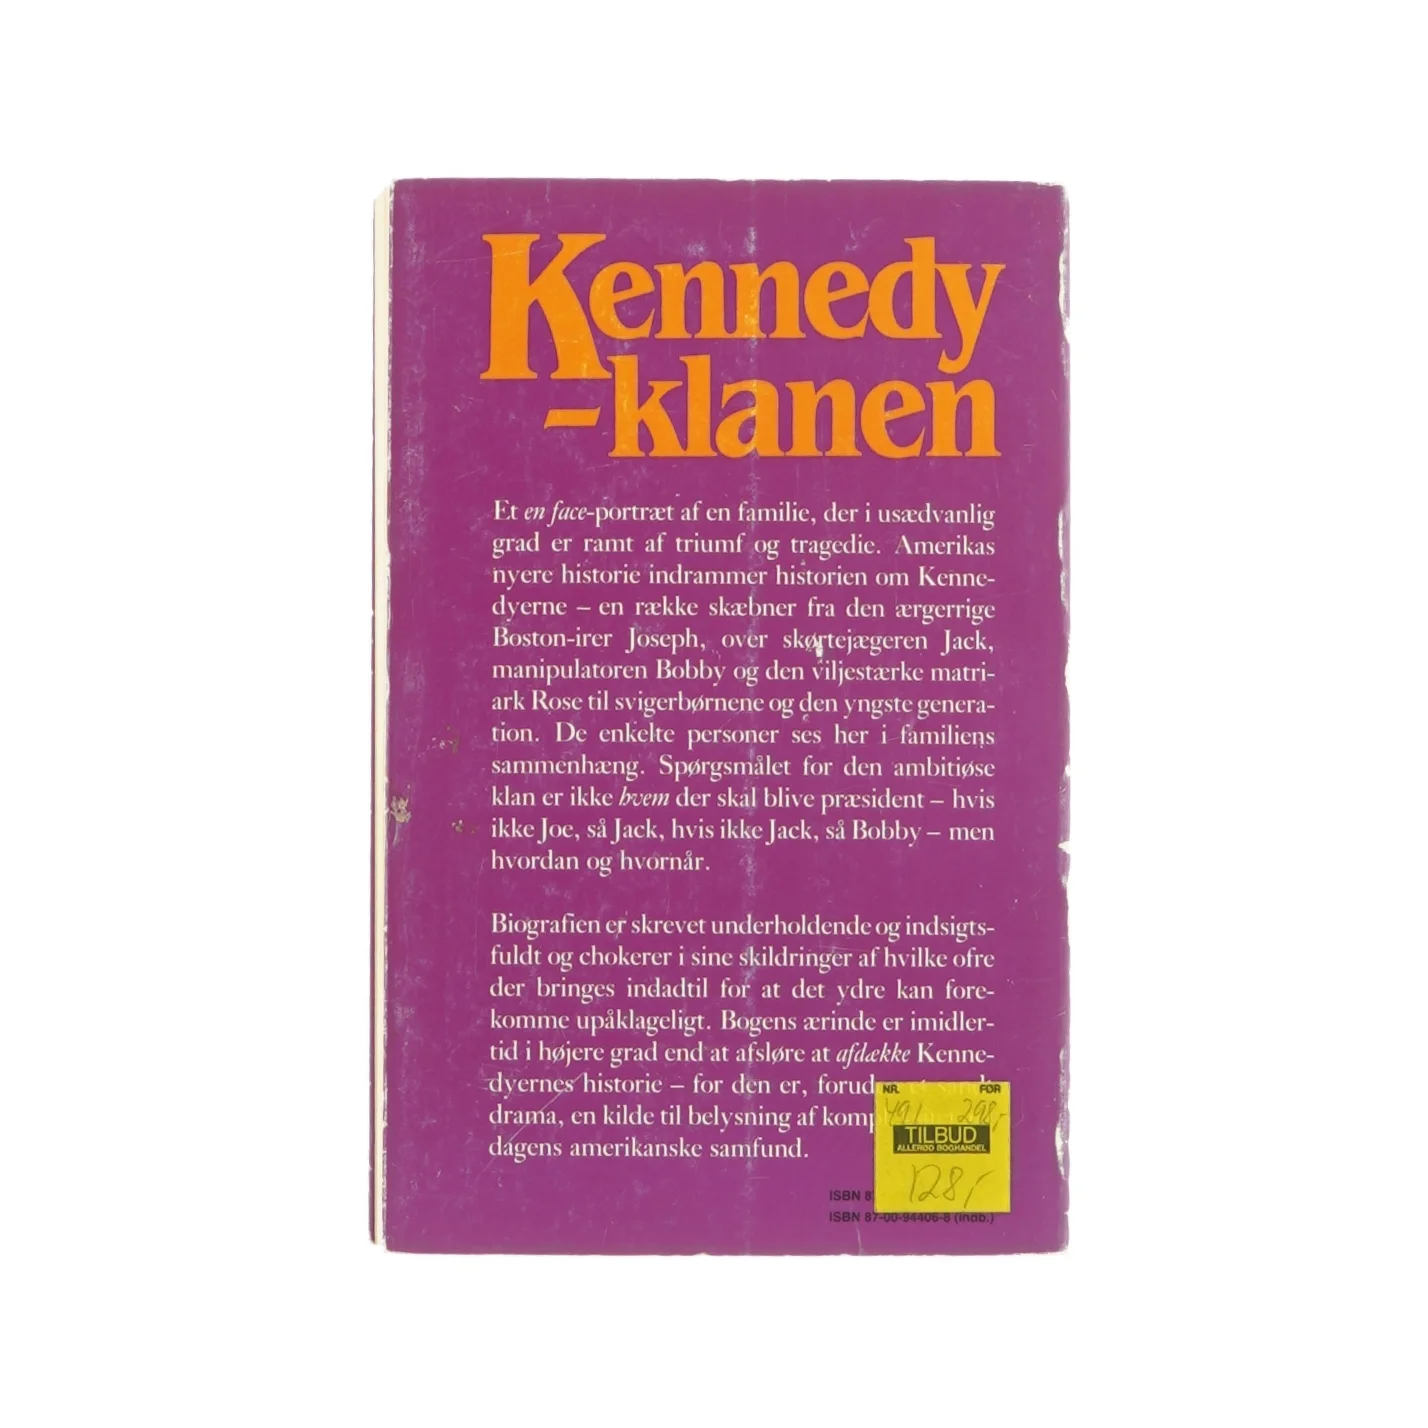 Kennedy
-klanen
Et en face-portræt af en familie, der i usædvanlig
grad er ramt af triumf og tragedie. Amerikas
nyere historie indrammer historien om Kenne-
dyerne – en række skæbner fra den ærgerrige
Boston-irer Joseph, over skørtejægeren Jack,
manipulatoren Bobby og den viljestærke matri-
ark Rose til svigerbørnene og den yngste genera-
tion. De enkelte personer ses her i familiens
sammenhæng. Spørgsmålet for den ambitiøse
klan er ikke hvem der skal blive præsident – hvis
ikke Joe, så Jack, hvis ikke Jack, så Bobby – men
hvordan og hvornår.
Biografien er skrevet underholdende og indsigts-
fuldt og chokerer i sine skildringer af hvilke ofre
der bringes indadtil for at det ydre kan fore-
komme upåklageligt. Bogens ærinde er imidler-
tid i højere grad end at afsløre at afdække Kenne-
dyernes historie – for den er, forud
drama, en kilde til belysning af
dagens amerikanske samfund.
NR. FØR
491 298,-
TILBUD
ALLERØD BOGHANDEL
128,-
ISBN
ISBN 87-00-94406-8 (indb.)